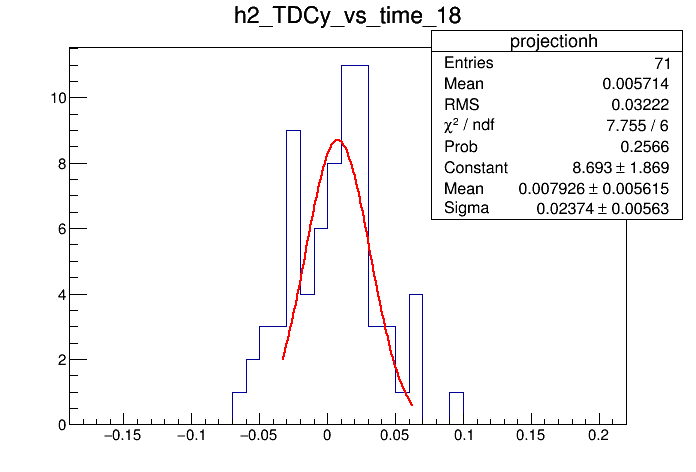 h2_TDCy_vs_time_18
projectionh
Entries 71
Mean 0.005714
RMS 0.03222
χ² / ndf 7.755 / 6
Prob 0.2566
Constant 8.693 ± 1.869
Mean 0.007926 ± 0.005615
Sigma 0.02374 ± 0.00563
10
8
6
4
2
0
−0.15 −0.1 −0.05 0 0.05 0.1 0.15 0.2